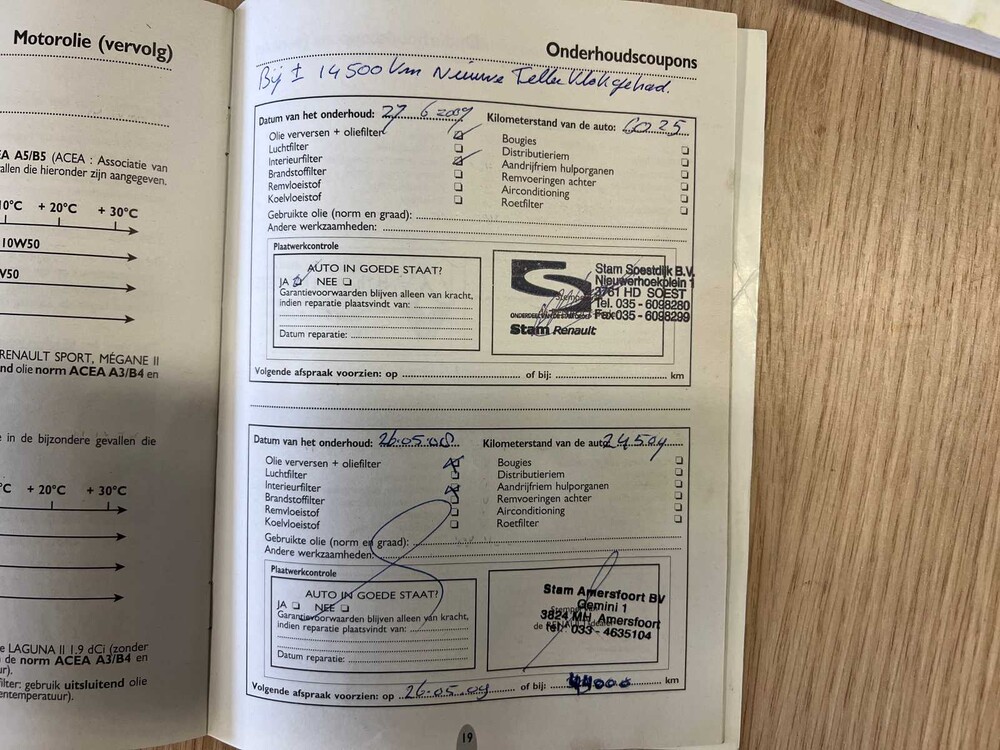 Motorolie (vervolg)
EA A5/B5 (ACEA : Associatie van
allen die hieronder zijn aangegeven.
10°C + 20°C + 30°C
10W50
V50
RENAULT SPORT, MÉGANE II
nd olie norm ACEA A3/B4 en
e in de bijzondere gevallen die
°C + 20°C + 30°C
e LAGUNA II 1.9 dCi (zonder
de norm ACEA A3/B4 en
ur).
filter: gebruik uitsluitend olie
entemperatuur).
Onderhoudscoupons
Bij ± 14500 km Nieuwe Teller Klok gehad.
Datum van het onderhoud: 27 6 2009 Kilometerstand van de auto: 6025
Olie verversen + oliefilter
Luchtfilter
Interieurfilter
Brandstoffilter
Remvloeistof
Koelvloeistof
Bougies
Distributieriem
Aandrijfriem hulporganen
Remvoeringen achter
Airconditioning
Roetfilter
Gebruikte olie (norm en graad):
Andere werkzaamheden:
Plaatwerkcontrole
AUTO IN GOEDE STAAT?
JA NEE
Garantievoorwaarden blijven alleen van kracht,
indien reparatie plaatsvindt van:
Datum reparatie:
Stam Soestdijk B.V.
Nieuwerhoekplein 1
3761 HD SOEST
Tel. 035 - 6098280
Fax 035 - 6098299
Stam Renault
Volgende afspraak voorzien: op of bij: km
Datum van het onderhoud: 26.05.08 Kilometerstand van de auto 24504
Olie verversen + oliefilter
Luchtfilter
Interieurfilter
Brandstoffilter
Remvloeistof
Koelvloeistof
Bougies
Distributieriem
Aandrijfriem hulporganen
Remvoeringen achter
Airconditioning
Roetfilter
Gebruikte olie (norm en graad):
Andere werkzaamheden:
Plaatwerkcontrole
AUTO IN GOEDE STAAT?
JA NEE
Garantievoorwaarden blijven alleen van kracht,
indien reparatie plaatsvindt van:
Datum reparatie:
Stam Amersfoort BV
Gemini 1
3824 MH Amersfoort
tel. 033 - 4635104
Volgende afspraak voorzien: op 26.05.09 of bij: 44000 km
19